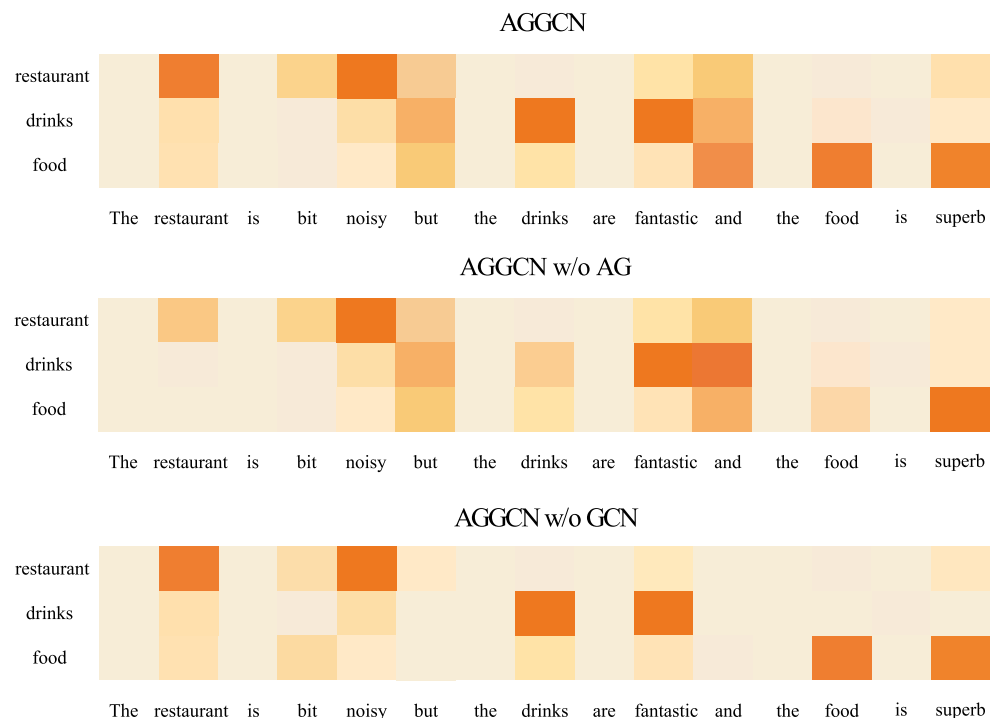 AGGCN
restaurant
drinks
food
The restaurant is bit noisy but the drinks are fantastic and the food is superb
AGGCN w/o AG
restaurant
drinks
food
The restaurant is bit noisy but the drinks are fantastic and the food is superb
AGGCN w/o GCN
restaurant
drinks
food
The restaurant is bit noisy but the drinks are fantastic and the food is superb